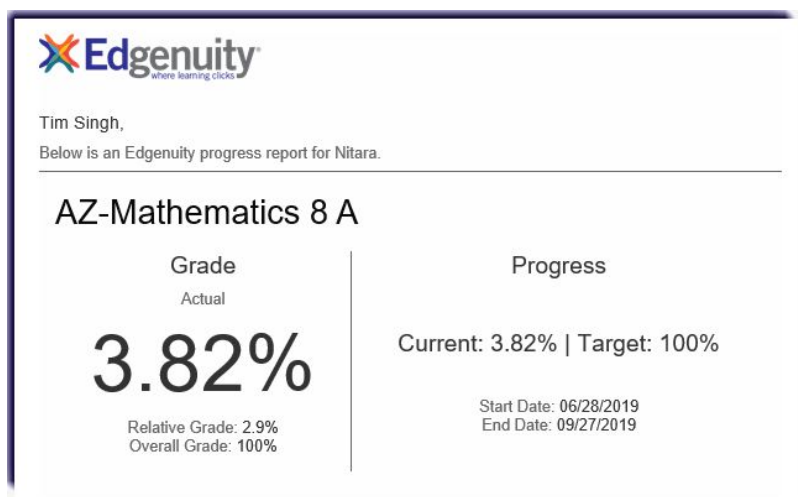 Edgenuity
where learning clicks
Tim Singh,
Below is an Edgenuity progress report for Nitara.
AZ-Mathematics 8 A
Grade
Actual
3.82%
Relative Grade: 2.9%
Overall Grade: 100%
Progress
Current: 3.82% | Target: 100%
Start Date: 06/28/2019
End Date: 09/27/2019